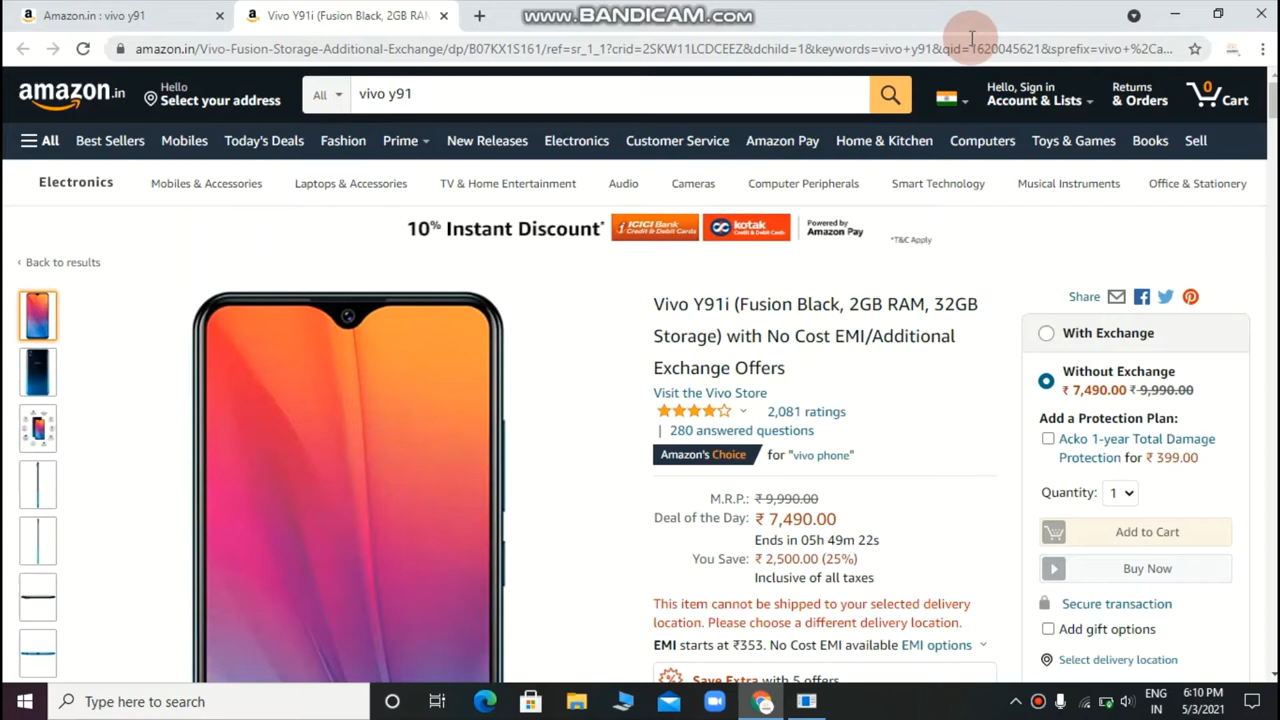 Amazon.in : vivo y91
Vivo Y91i (Fusion Black, 2GB RAM
www.BANDICAM.com
amazon.in/Vivo-Fusion-Storage-Additional-Exchange/dp/B07KX1S161/ref=sr_1_1?crid=2SKW11LCDCEEZ&dchild=1&keywords=vivo+y91&qid=1620045621&sprefix=vivo+%2Ca...
amazon.in
Hello
Select your address
All
vivo y91
Hello, Sign in
Account & Lists
Returns
& Orders
0
Cart
All
Best Sellers
Mobiles
Today's Deals
Fashion
Prime
New Releases
Electronics
Customer Service
Amazon Pay
Home & Kitchen
Computers
Toys & Games
Books
Sell
Electronics
Mobiles & Accessories
Laptops & Accessories
TV & Home Entertainment
Audio
Cameras
Computer Peripherals
Smart Technology
Musical Instruments
Office & Stationery
10% Instant Discount*
ICICI Bank
Credit & Debit Cards
kotak
Credit & Debit Cards
Powered by
Amazon Pay
*T&C Apply
‹ Back to results
Vivo Y91i (Fusion Black, 2GB RAM, 32GB
Storage) with No Cost EMI/Additional
Exchange Offers
Visit the Vivo Store
2,081 ratings
| 280 answered questions
Amazon's Choice for "vivo phone"
M.R.P.: ₹ 9,990.00
Deal of the Day: ₹ 7,490.00
Ends in 05h 49m 22s
You Save: ₹ 2,500.00 (25%)
Inclusive of all taxes
This item cannot be shipped to your selected delivery
location. Please choose a different delivery location.
EMI starts at ₹353. No Cost EMI available EMI options
Save Extra with 5 offers
Share
With Exchange
Without Exchange
₹ 7,490.00 ₹ 9,990.00
Add a Protection Plan:
Acko 1-year Total Damage
Protection for ₹ 399.00
Quantity: 1
Add to Cart
Buy Now
Secure transaction
Add gift options
Select delivery location
Type here to search
ENG
IN
6:10 PM
5/3/2021